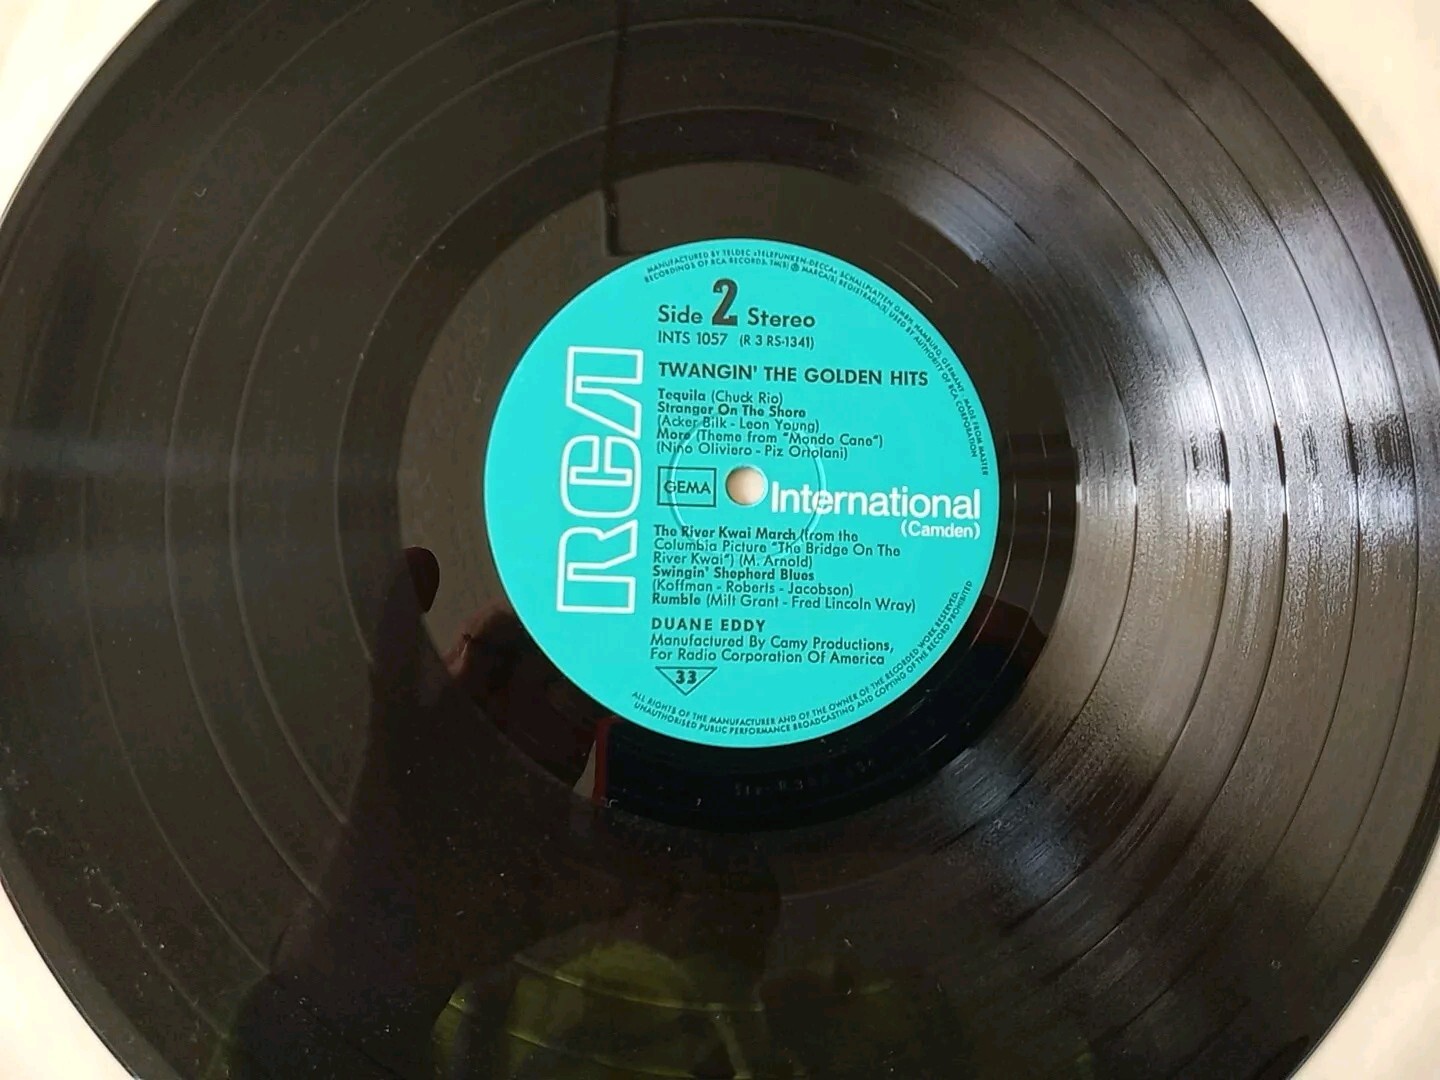 MANUFACTURED BY TELDEC »TELEFUNKEN-DECCA« SCHALLPLATTEN GMBH, HAMBURG, GERMANY MADE FROM MASTER
RECORDINGS OF RCA RECORDS. TM(S) ® MARCA(S) REGISTRADA(S) USED BY AUTHORITY OF RCA CORPORATION
Side 2 Stereo
INTS 1057 (R 3 RS-1341)
TWANGIN' THE GOLDEN HITS
Tequila (Chuck Rio)
Stranger On The Shore
(Acker Bilk - Leon Young)
More (Theme from "Mondo Cane")
(Nino Oliviero - Piz Ortolani)
RCA
GEMA
International
(Camden)
The River Kwai March (from the
Columbia Picture "The Bridge On The
River Kwai") (M. Arnold)
Swingin' Shepherd Blues
(Koffman - Roberts - Jacobson)
Rumble (Milt Grant - Fred Lincoln Wray)
DUANE EDDY
Manufactured By Camy Productions,
For Radio Corporation Of America
33
ALL RIGHTS OF THE MANUFACTURER AND OF THE OWNER OF THE RECORDED WORK RESERVED.
UNAUTHORISED PUBLIC PERFORMANCE BROADCASTING AND COPYING OF THE RECORD PROHIBITED